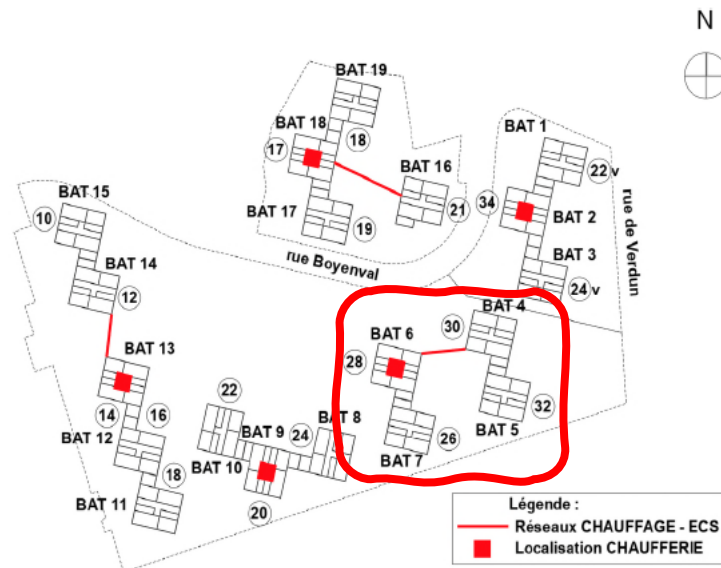 N
BAT 19
BAT 18
18
17
BAT 16
21
BAT 17
19
BAT 1
22 v
34
BAT 2
BAT 3
24 v
rue de Verdun
rue Boyenval
BAT 15
10
BAT 14
12
BAT 13
14
16
BAT 12
18
BAT 11
22
BAT 9
24
BAT 8
BAT 10
20
BAT 4
30
BAT 6
28
32
BAT 5
26
BAT 7
Légende :
Réseaux CHAUFFAGE - ECS
Localisation CHAUFFERIE